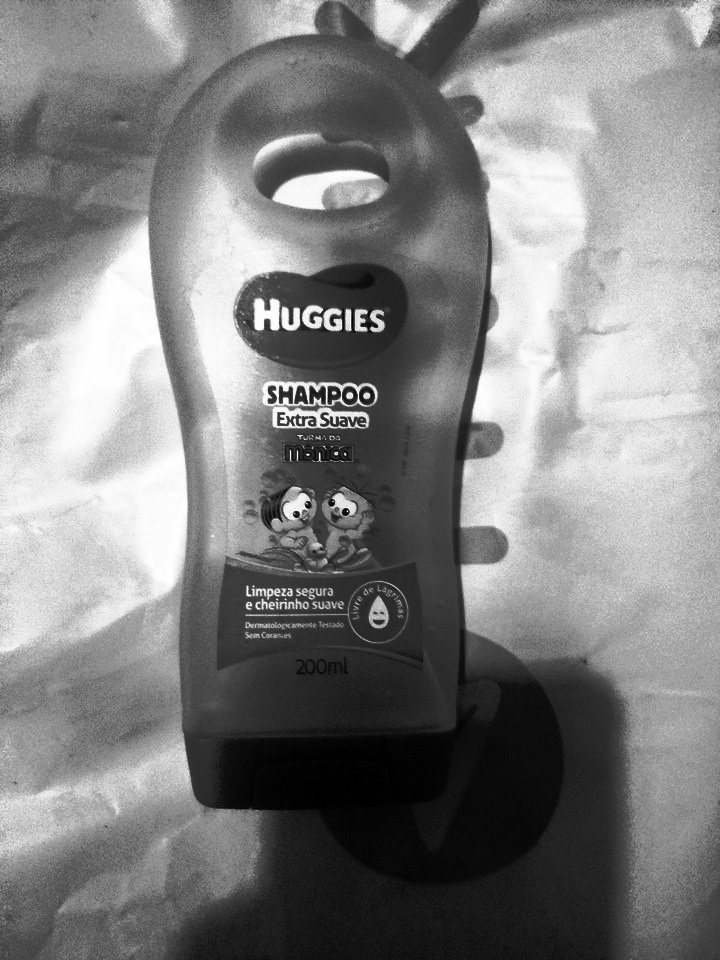 HUGGIES
SHAMPOO
Extra Suave
TURMA DA
Mônica
Limpeza segura
e cheirinho suave
Livre de Lágrimas
Dermatologicamente Testado
Sem Corantes
200ml